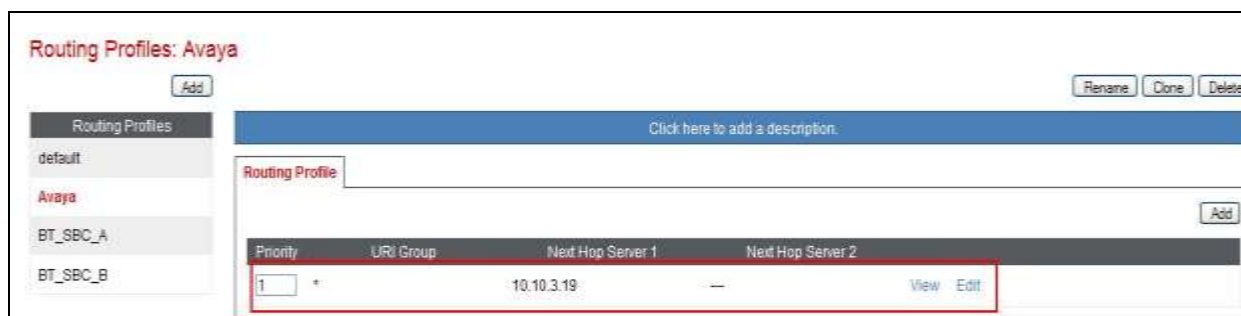 Routing Profiles: Avaya
Add
Rename Clone Delete
Routing Profiles
default
Avaya
BT_SBC_A
BT_SBC_B
Click here to add a description.
Routing Profile
Add
Priority URI Group Next Hop Server 1 Next Hop Server 2
1 * 10.10.3.19 --- View Edit